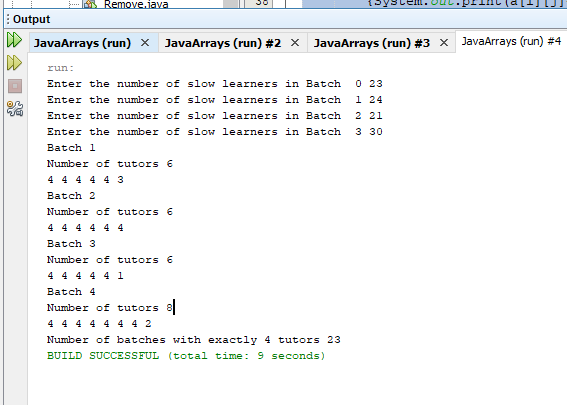 Remove.java
38
{System.out.print(a[i][j]
Output
JavaArrays (run) × JavaArrays (run) #2 × JavaArrays (run) #3 × JavaArrays (run) #4
run:
Enter the number of slow learners in Batch  0 23
Enter the number of slow learners in Batch  1 24
Enter the number of slow learners in Batch  2 21
Enter the number of slow learners in Batch  3 30
Batch 1
Number of tutors 6
4 4 4 4 4 3
Batch 2
Number of tutors 6
4 4 4 4 4 4
Batch 3
Number of tutors 6
4 4 4 4 4 1
Batch 4
Number of tutors 8
4 4 4 4 4 4 4 2
Number of batches with exactly 4 tutors 23
BUILD SUCCESSFUL (total time: 9 seconds)